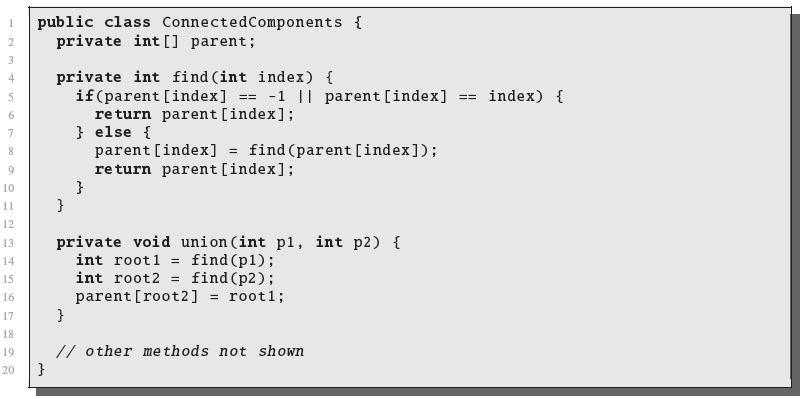 1 public class ConnectedComponents {
2   private int[] parent;
3
4   private int find(int index) {
5     if(parent[index] == -1 || parent[index] == index) {
6       return parent[index];
7     } else {
8       parent[index] = find(parent[index]);
9       return parent[index];
10     }
11   }
12
13   private void union(int p1, int p2) {
14     int root1 = find(p1);
15     int root2 = find(p2);
16     parent[root2] = root1;
17   }
18
19   // other methods not shown
20 }